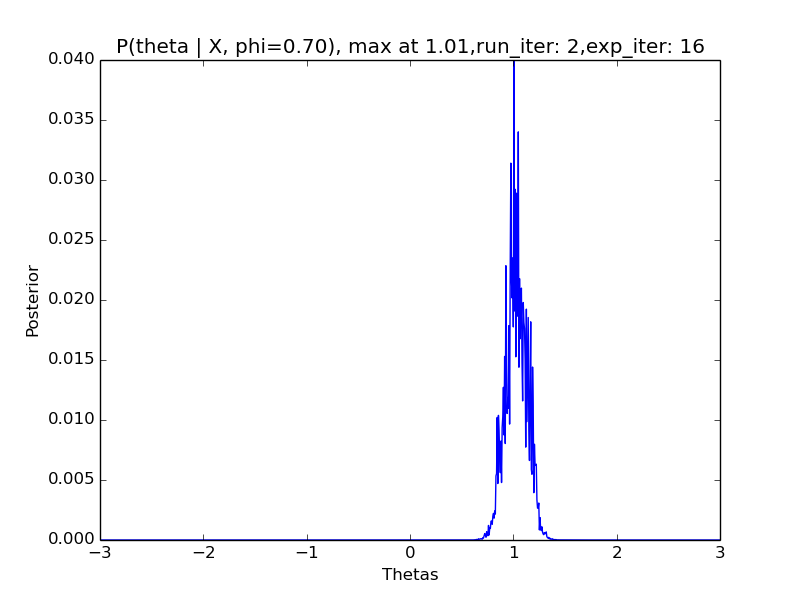 P(theta | X, phi=0.70), max at 1.01,run_iter: 2,exp_iter: 16
0.040
0.035
0.030
0.025
0.020
0.015
0.010
0.005
0.000
Posterior
−3 −2 −1 0 1 2 3
Thetas